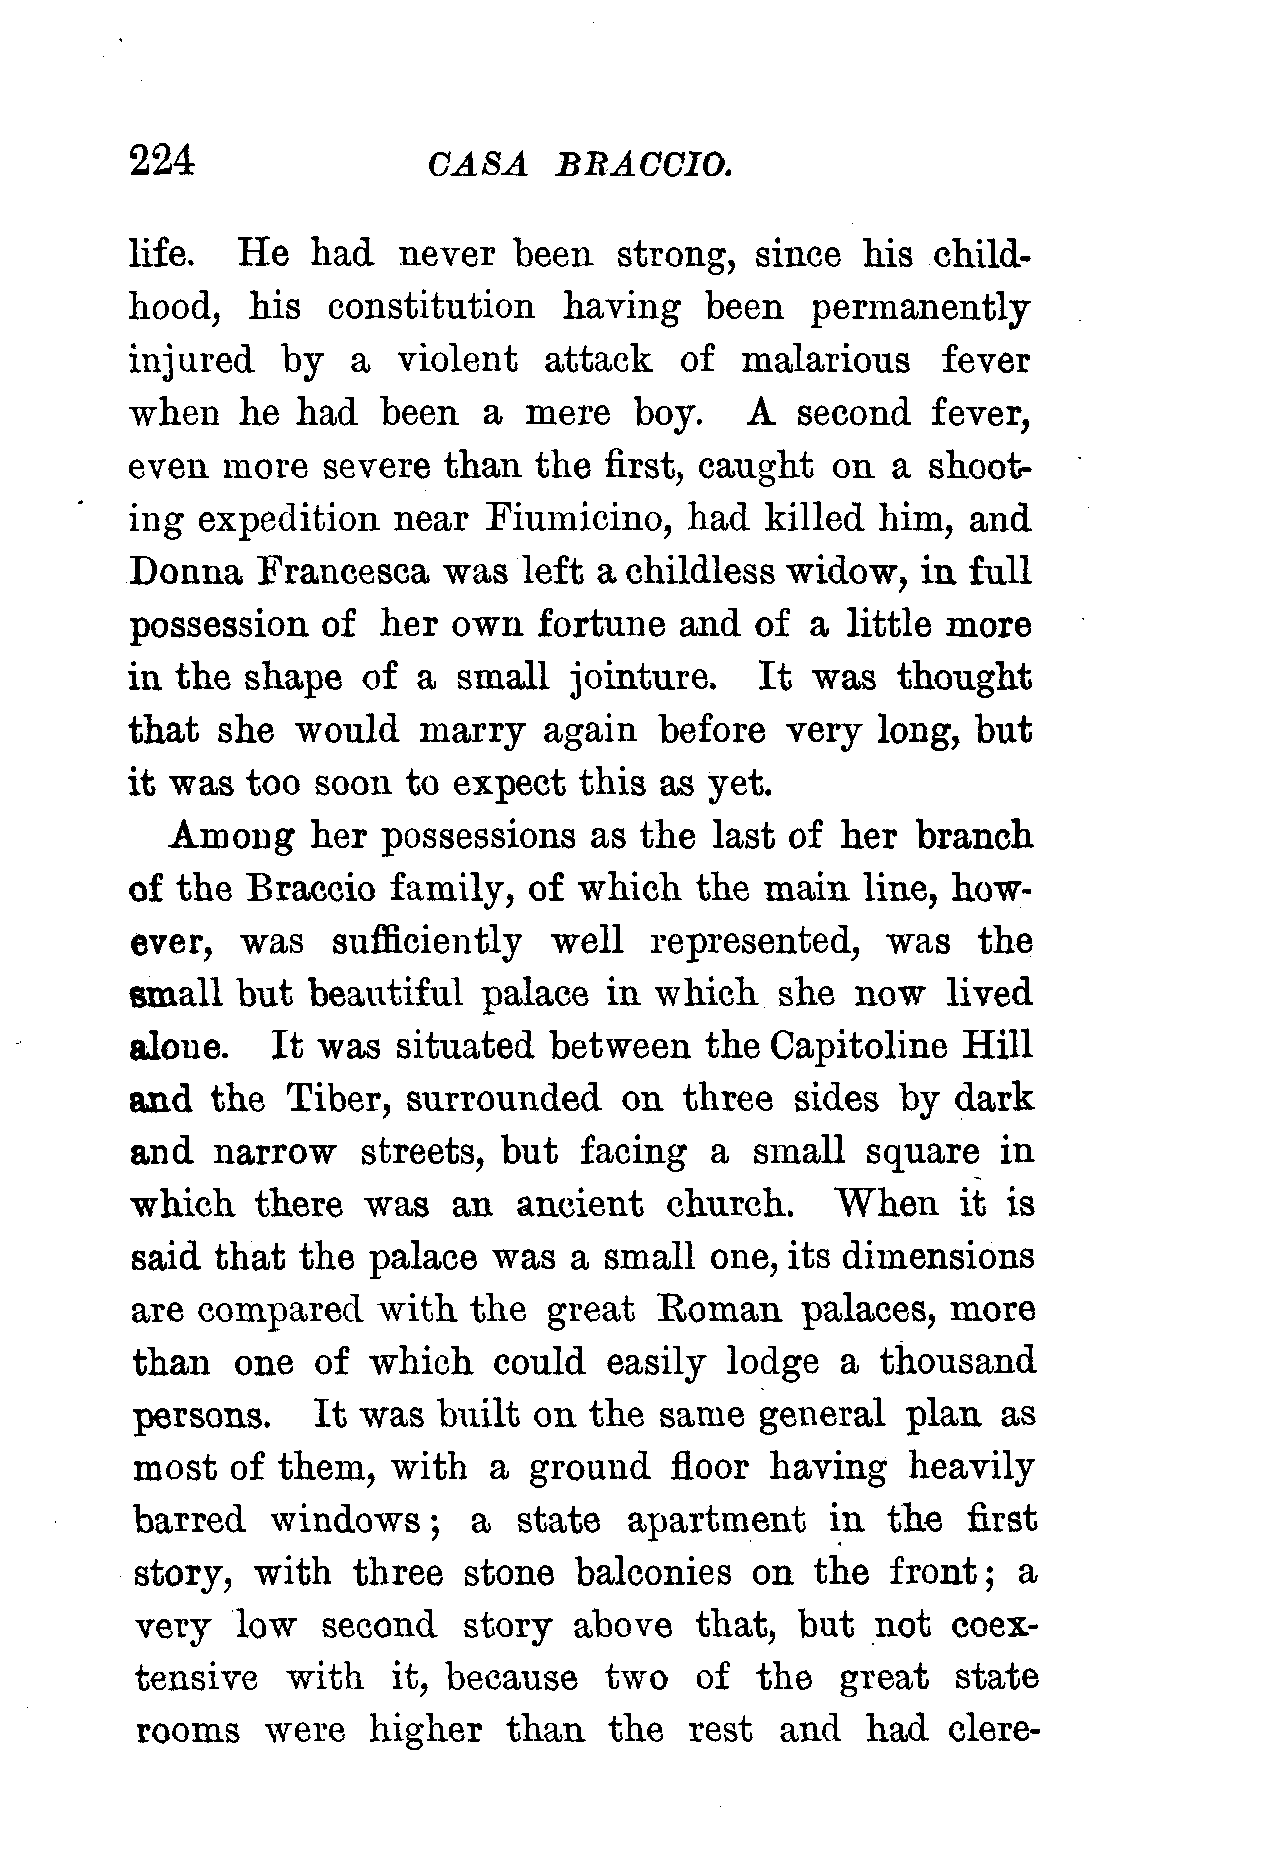 224 CASA BRACCIO.
life. He had never been strong, since his child-
hood, his constitution having been permanently
injured by a violent attack of malarious fever
when he had been a mere boy. A second fever,
even more severe than the first, caught on a shoot-
ing expedition near Fiumicino, had killed him, and
Donna Francesca was left a childless widow, in full
possession of her own fortune and of a little more
in the shape of a small jointure. It was thought
that she would marry again before very long, but
it was too soon to expect this as yet.
Among her possessions as the last of her branch
of the Braccio family, of which the main line, how-
ever, was sufficiently well represented, was the
small but beautiful palace in which she now lived
alone. It was situated between the Capitoline Hill
and the Tiber, surrounded on three sides by dark
and narrow streets, but facing a small square in
which there was an ancient church. When it is
said that the palace was a small one, its dimensions
are compared with the great Roman palaces, more
than one of which could easily lodge a thousand
persons. It was built on the same general plan as
most of them, with a ground floor having heavily
barred windows; a state apartment in the first
story, with three stone balconies on the front; a
very low second story above that, but not coex-
tensive with it, because two of the great state
rooms were higher than the rest and had clere-